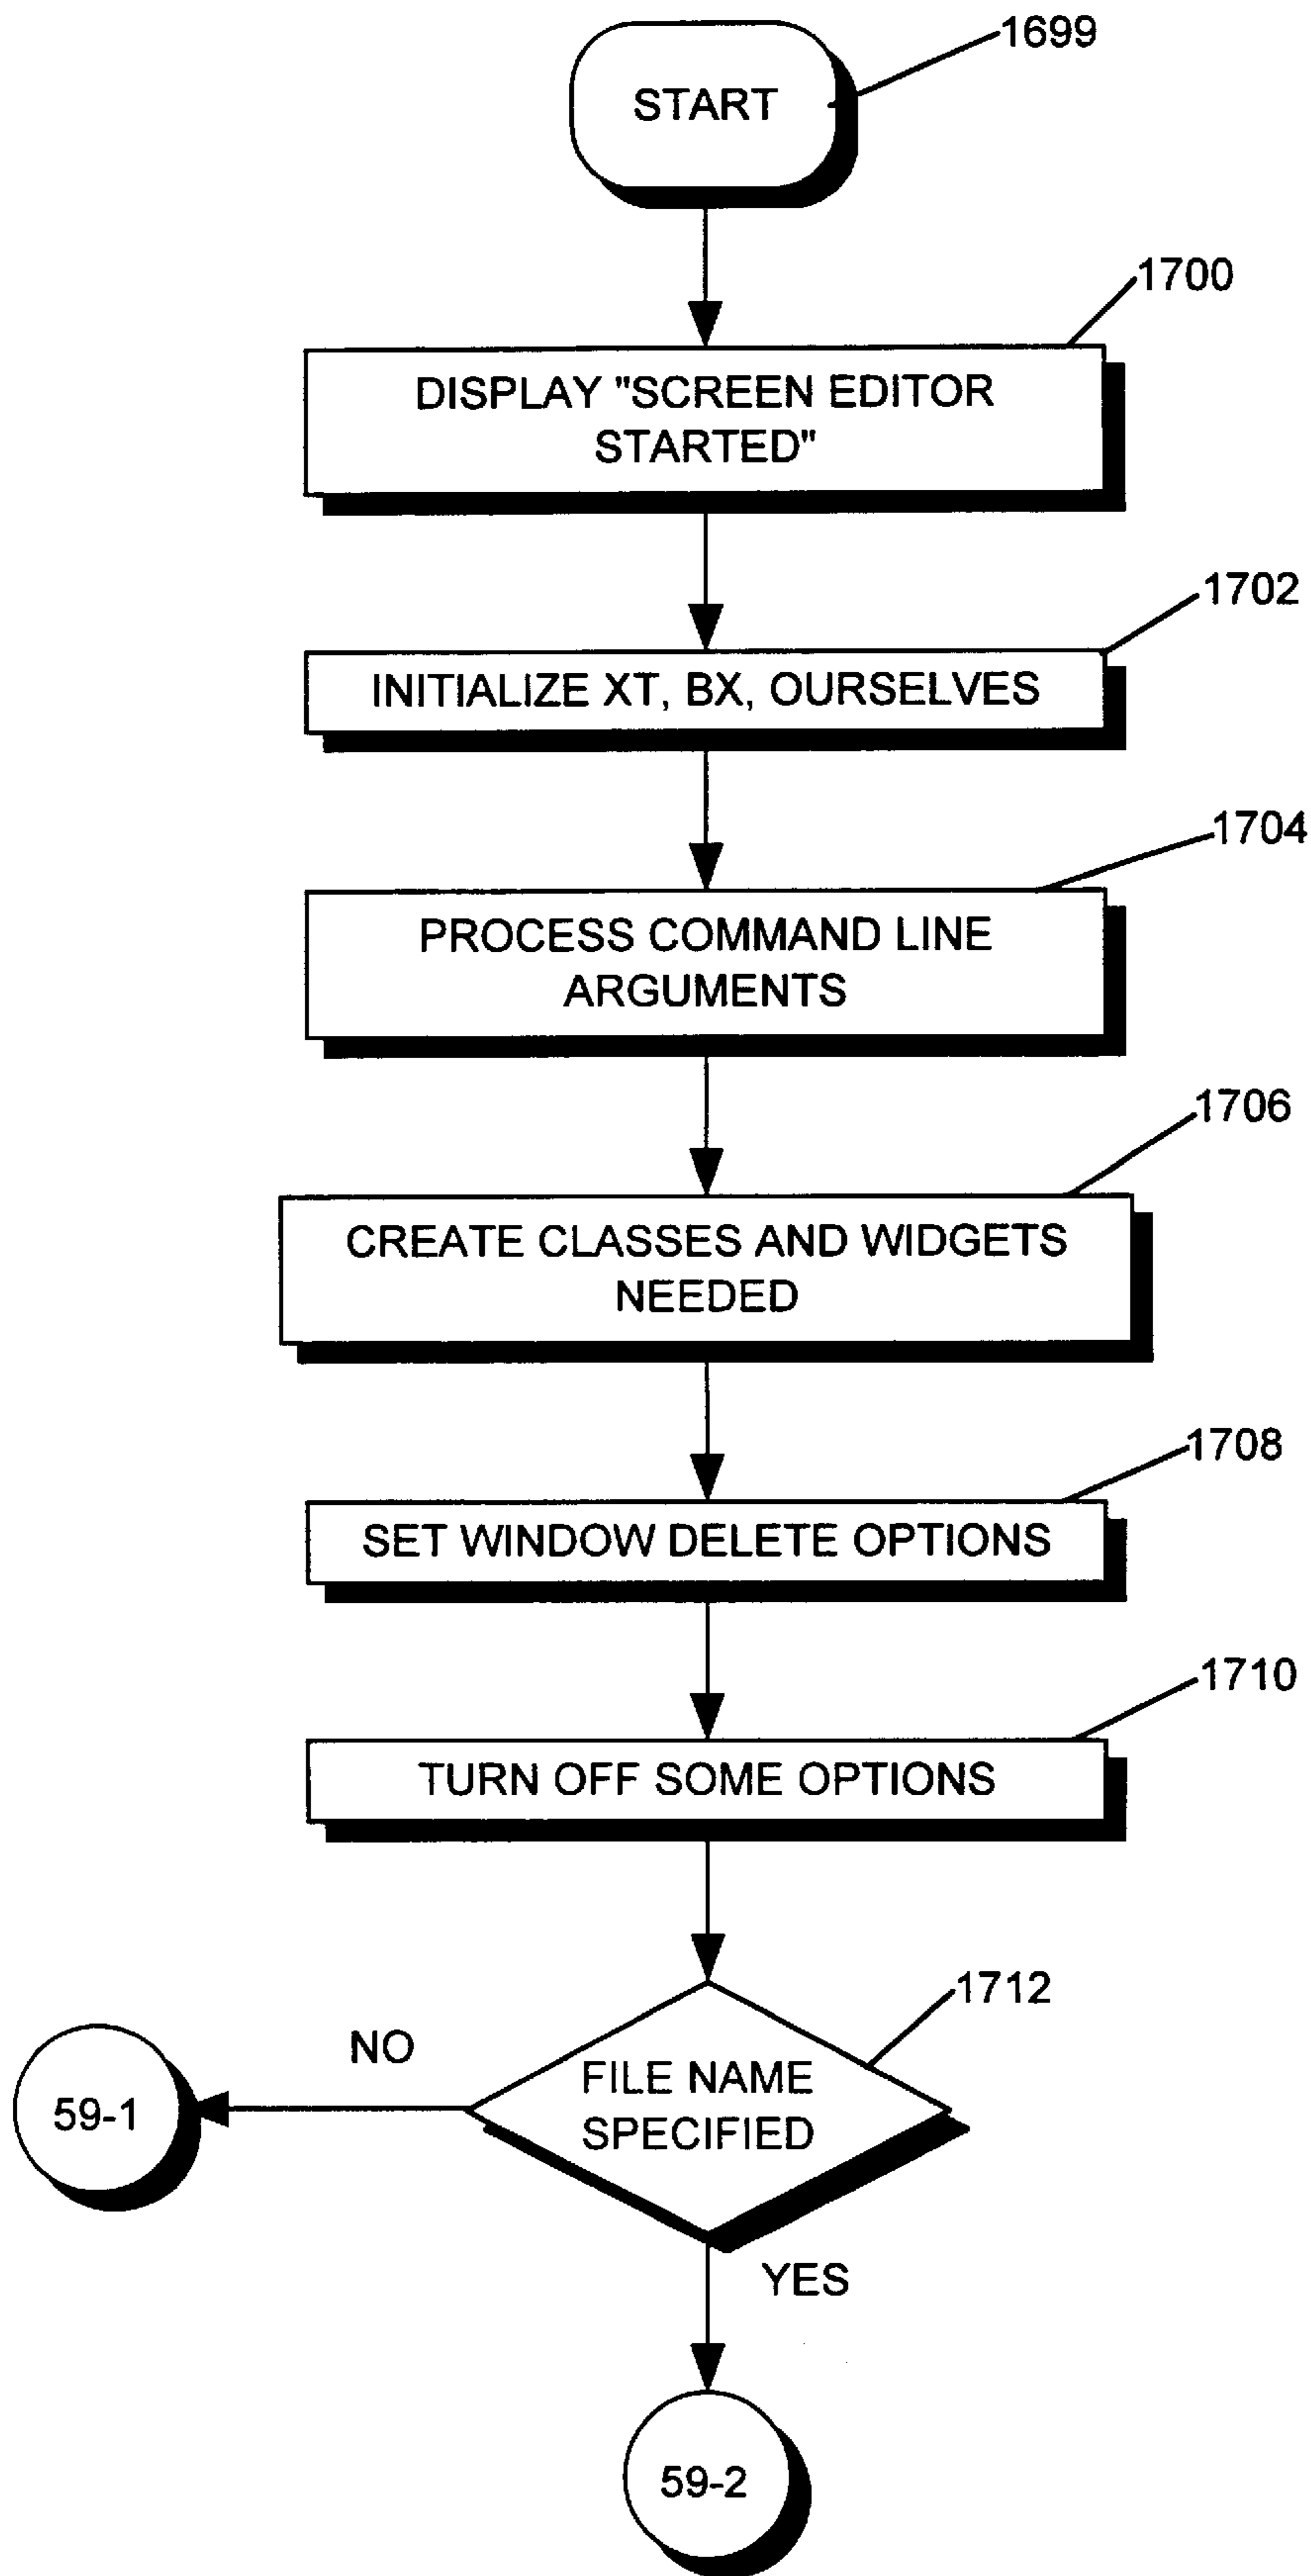 1699
START
1700
DISPLAY "SCREEN EDITOR
STARTED"
1702
INITIALIZE XT, BX, OURSELVES
1704
PROCESS COMMAND LINE
ARGUMENTS
1706
CREATE CLASSES AND WIDGETS
NEEDED
1708
SET WINDOW DELETE OPTIONS
1710
TURN OFF SOME OPTIONS
1712
NO
FILE NAME
SPECIFIED
59-1
YES
59-2